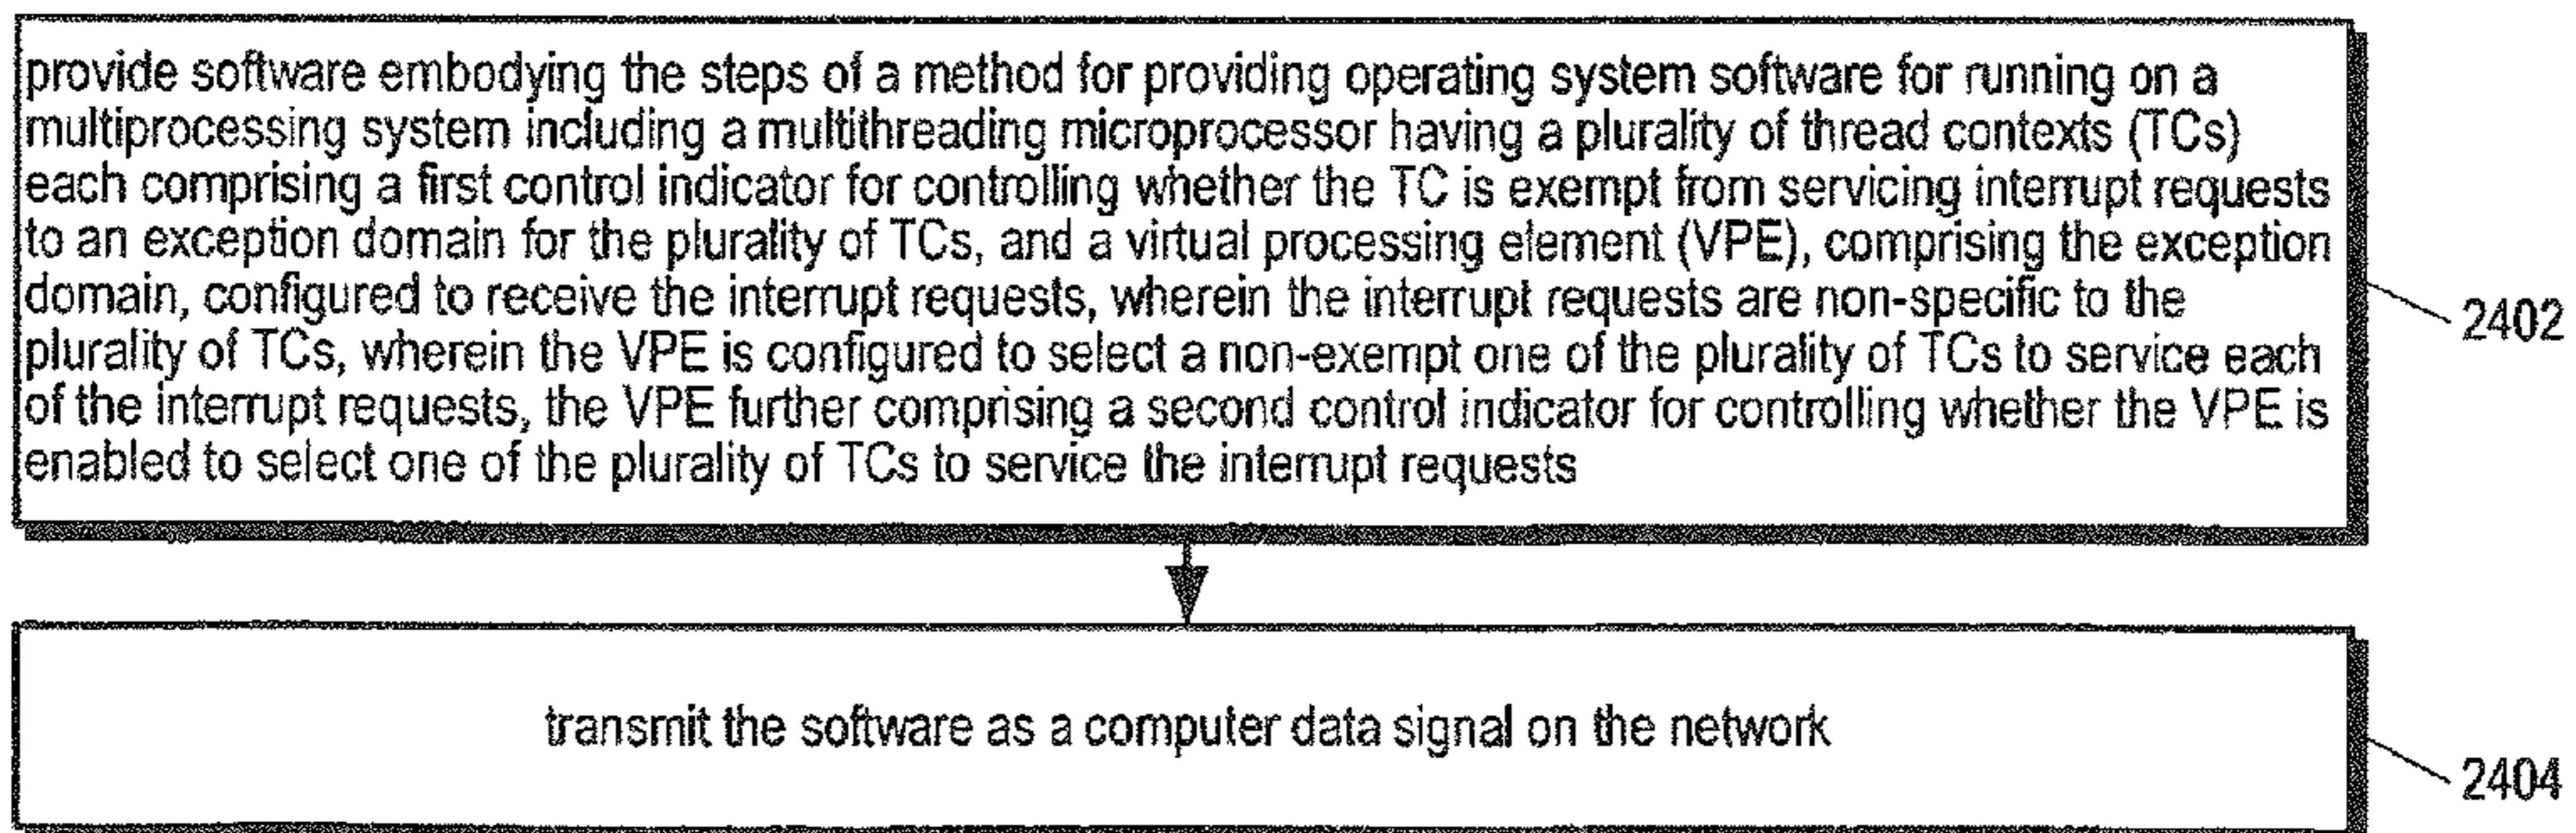 provide software embodying the steps of a method for providing operating system software for running on a
multiprocessing system including a multithreading microprocessor having a plurality of thread contexts (TCs)
each comprising a first control indicator for controlling whether the TC is exempt from servicing interrupt requests
to an exception domain for the plurality of TCs, and a virtual processing element (VPE), comprising the exception
domain, configured to receive the interrupt requests, wherein the interrupt requests are non-specific to the
plurality of TCs, wherein the VPE is configured to select a non-exempt one of the plurality of TCs to service each
of the interrupt requests, the VPE further comprising a second control indicator for controlling whether the VPE is
enabled to select one of the plurality of TCs to service the interrupt requests
2402
transmit the software as a computer data signal on the network
2404